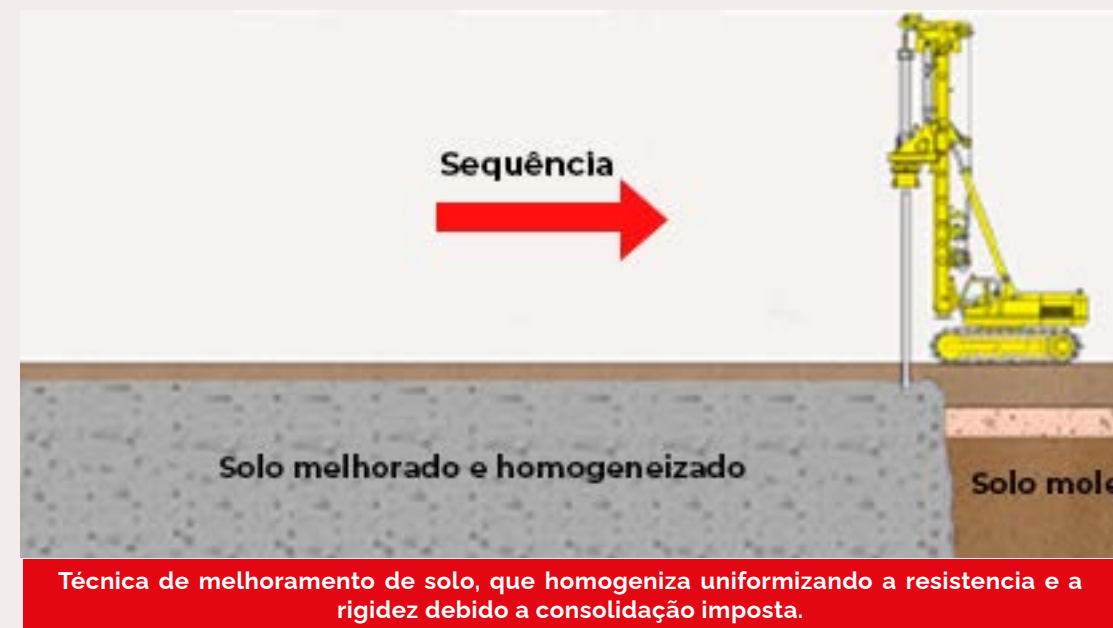 Sequência
Solo melhorado e homogeneizado
Solo mole
Técnica de melhoramento de solo, que homogeniza uniformizando a resistencia e a
rigidez debido a consolidação imposta.